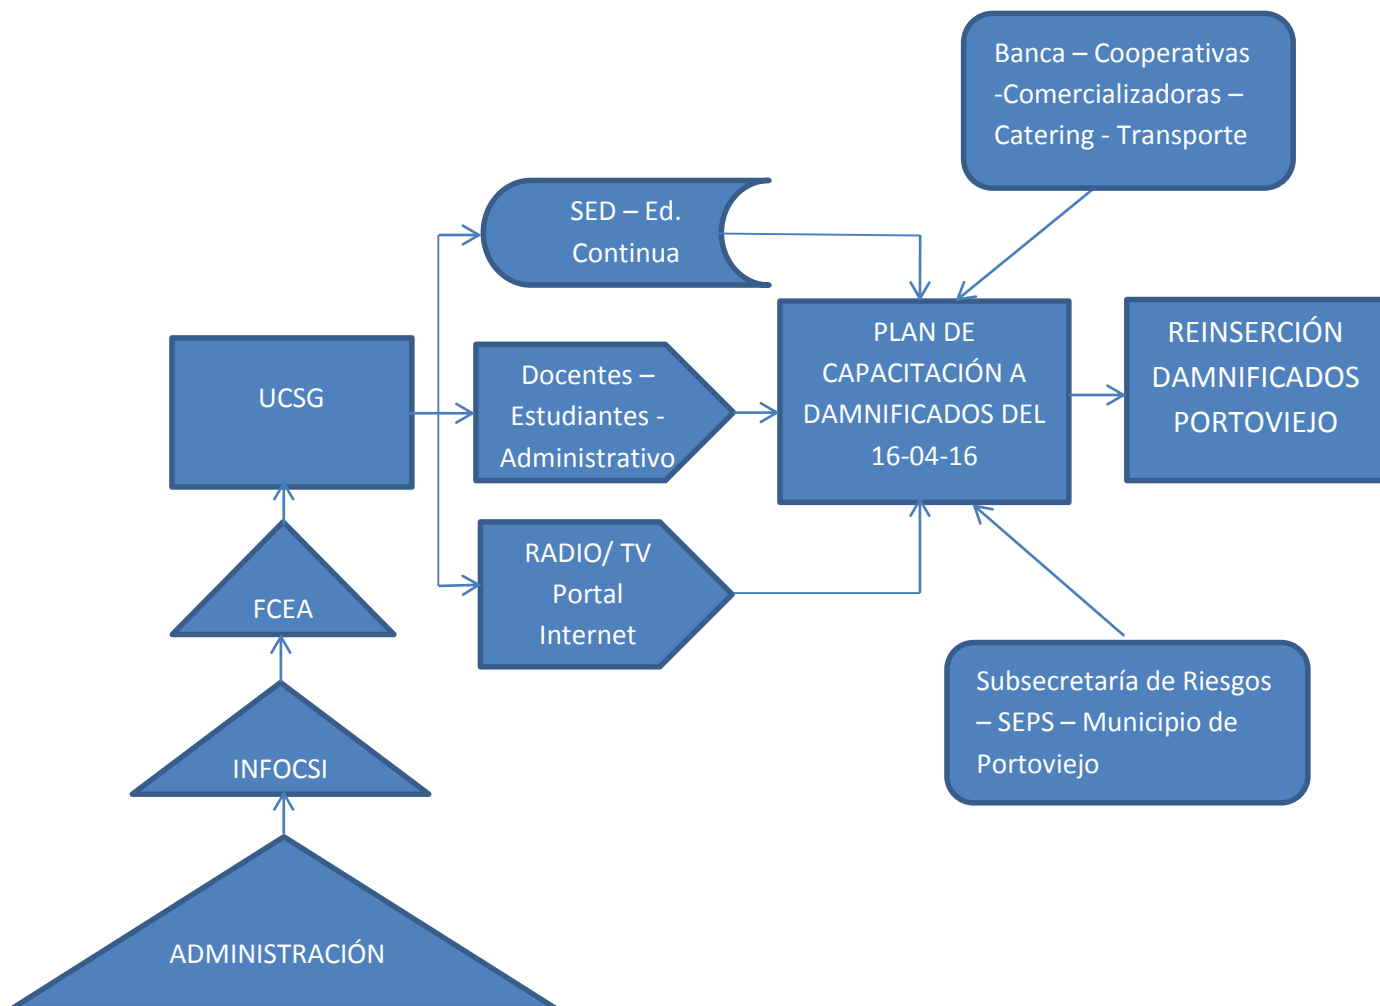 Banca – Cooperativas
-Comercializadoras –
Catering - Transporte
SED – Ed.
Continua
UCSG
Docentes –
Estudiantes -
Administrativo
PLAN DE
CAPACITACIÓN A
DAMNIFICADOS DEL
16-04-16
REINSERCIÓN
DAMNIFICADOS
PORTOVIEJO
RADIO/ TV
Portal
Internet
FCEA
Subsecretaría de Riesgos
– SEPS – Municipio de
Portoviejo
INFOCSI
ADMINISTRACIÓN